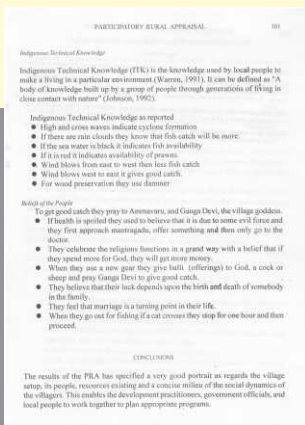 PARTICIPATORY RURAL APPRAISAL
Indigenous Technical Knowledge
Indigenous Technical Knowledge (ITK) is the knowledge used by local people to
make a living in a particular environment (Warren, 1991). It can be defined as "A
body of knowledge built up by a group of people through generations of living in
close contact with nature" (Johnson, 1992).
Indigenous Technical Knowledge as reported
● High and cross waves indicate cyclone formation
● If there are rain clouds they know that fish catch will be more.
● If the sea water is black it indicates fish availability
● If it is red it indicates availability of prawns.
● Wind blows from east to west then less fish catch
● Wind blows west to east it gives good catch.
● For wood preservation they use dammer
Beliefs of the People
To get good catch they pray to Ammavaru, and Ganga Devi, the village goddess.
● If health is spoiled they used to believe that it is due to some evil force and
they first approach mantragadu, offer something and then only go to the
doctor.
● They celebrate the religious functions in a grand way with a belief that if
they spend more for God, they will get more money.
● When they use a new gear they give balli (offerings) to God, a cock or
sheep and pray Ganga Devi to give good catch.
● They believe that their luck depends upon the birth and death of somebody
in the family.
● They feel that marriage is a turning point in their life.
● When they go out for fishing if a cat crosses they stop for one hour and then
proceed.
CONCLUSIONS
The results of the PRA has specified a very good portrait as regards the village
setup, its people, resources existing and a concise milieu of the social dynamics of
the villagers. This enables the development practitioners, government officials, and
local people to work together to plan appropriate programs.